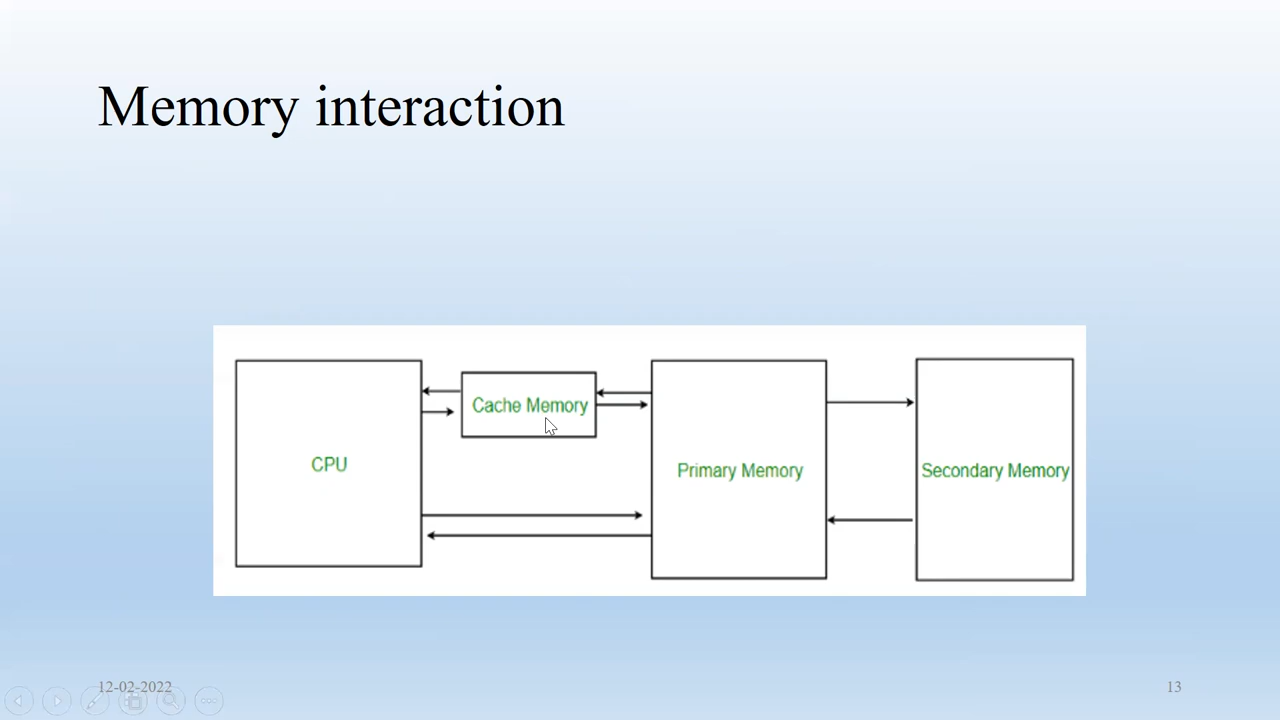 Memory interaction
Cache Memory
CPU
Primary Memory
Secondary Memory
12-02-2022
13